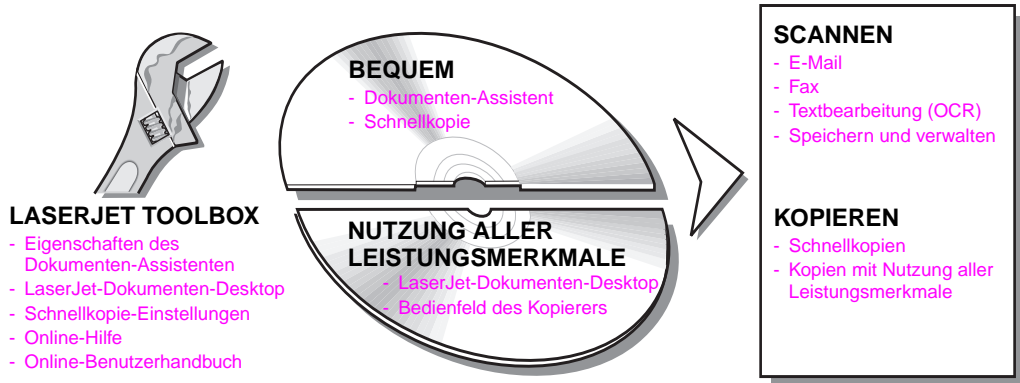 LASERJET TOOLBOX
- Eigenschaften des
Dokumenten-Assistenten
- LaserJet-Dokumenten-Desktop
- Schnellkopie-Einstellungen
- Online-Hilfe
- Online-Benutzerhandbuch
BEQUEM
- Dokumenten-Assistent
- Schnellkopie
NUTZUNG ALLER
LEISTUNGSMERKMALE
- LaserJet-Dokumenten-Desktop
- Bedienfeld des Kopierers
SCANNEN
- E-Mail
- Fax
- Textbearbeitung (OCR)
- Speichern und verwalten
KOPIEREN
- Schnellkopien
- Kopien mit Nutzung aller
Leistungsmerkmale